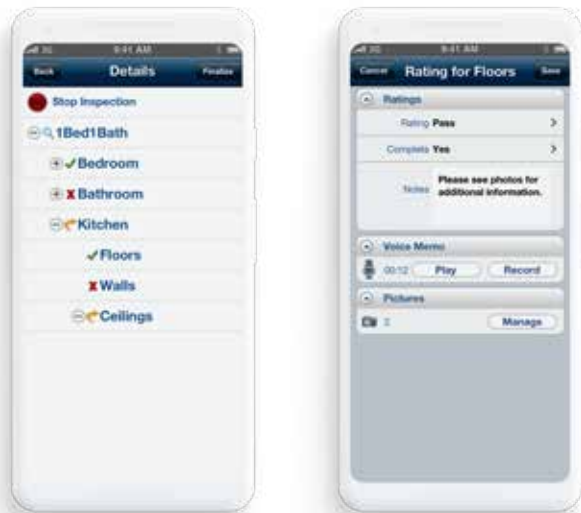 3G 9:41 AM
Back Details Finalize
Stop Inspection
1Bed1Bath
Bedroom
Bathroom
Kitchen
Floors
Walls
Ceilings
3G 9:41 AM
Cancel Rating for Floors Save
Ratings
Rating Pass
Complete Yes
Notes Please see photos for
additional information.
Voice Memo
00:12 Play Record
Pictures
Manage